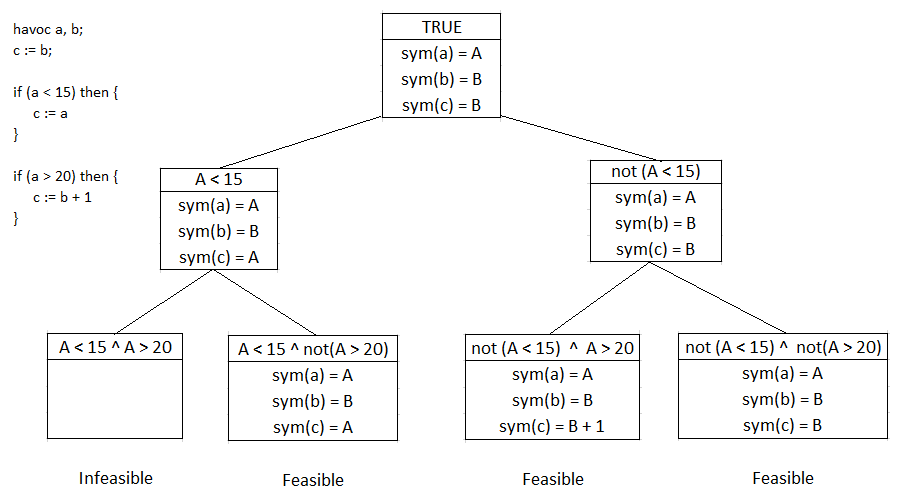 havoc a, b;
c := b;
if (a < 15) then {
c := a
}
if (a > 20) then {
c := b + 1
}
TRUE
sym(a) = A
sym(b) = B
sym(c) = B
A < 15
sym(a) = A
sym(b) = B
sym(c) = A
not (A < 15)
sym(a) = A
sym(b) = B
sym(c) = B
A < 15 ^ A > 20
A < 15 ^ not(A > 20)
sym(a) = A
sym(b) = B
sym(c) = A
not (A < 15) ^ A > 20
sym(a) = A
sym(b) = B
sym(c) = B + 1
not (A < 15) ^ not(A > 20)
sym(a) = A
sym(b) = B
sym(c) = B
Infeasible
Feasible
Feasible
Feasible